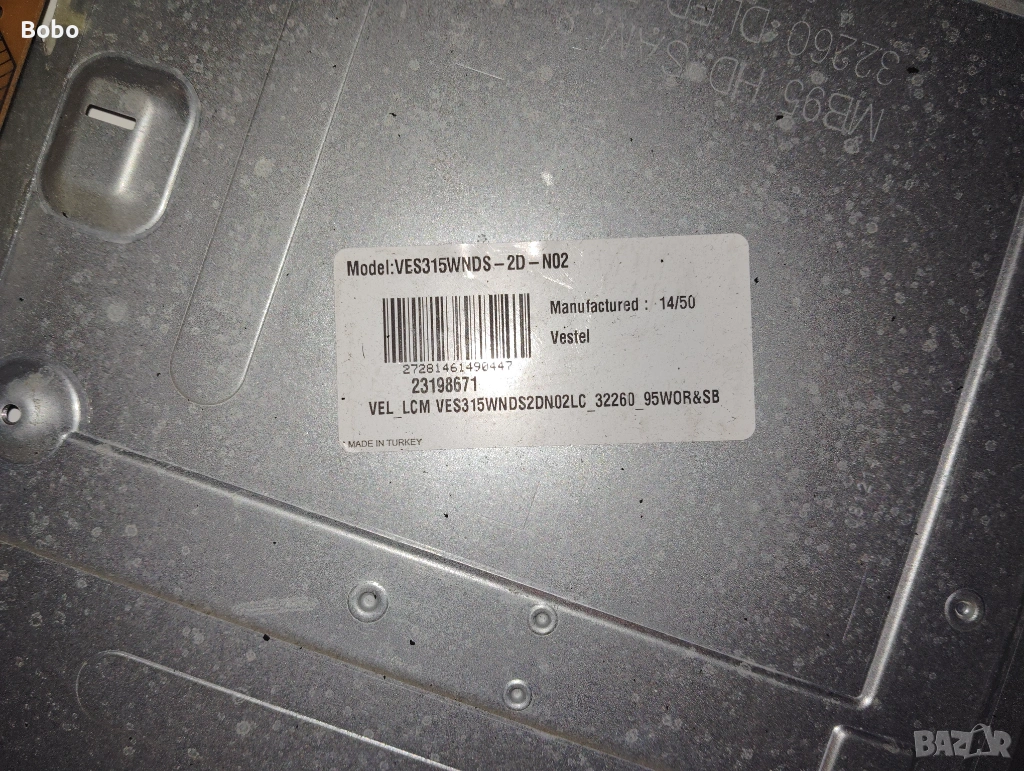 Bobo
MB95 HD SAN
32260 DLED
Model:VES315WNDS-2D-N02
Manufactured : 14/50
Vestel
27281461490447
23198671
VEL_LCM VES315WNDS2DN02LC_32260_95WOR&SB
MADE IN TURKEY
BAZAR